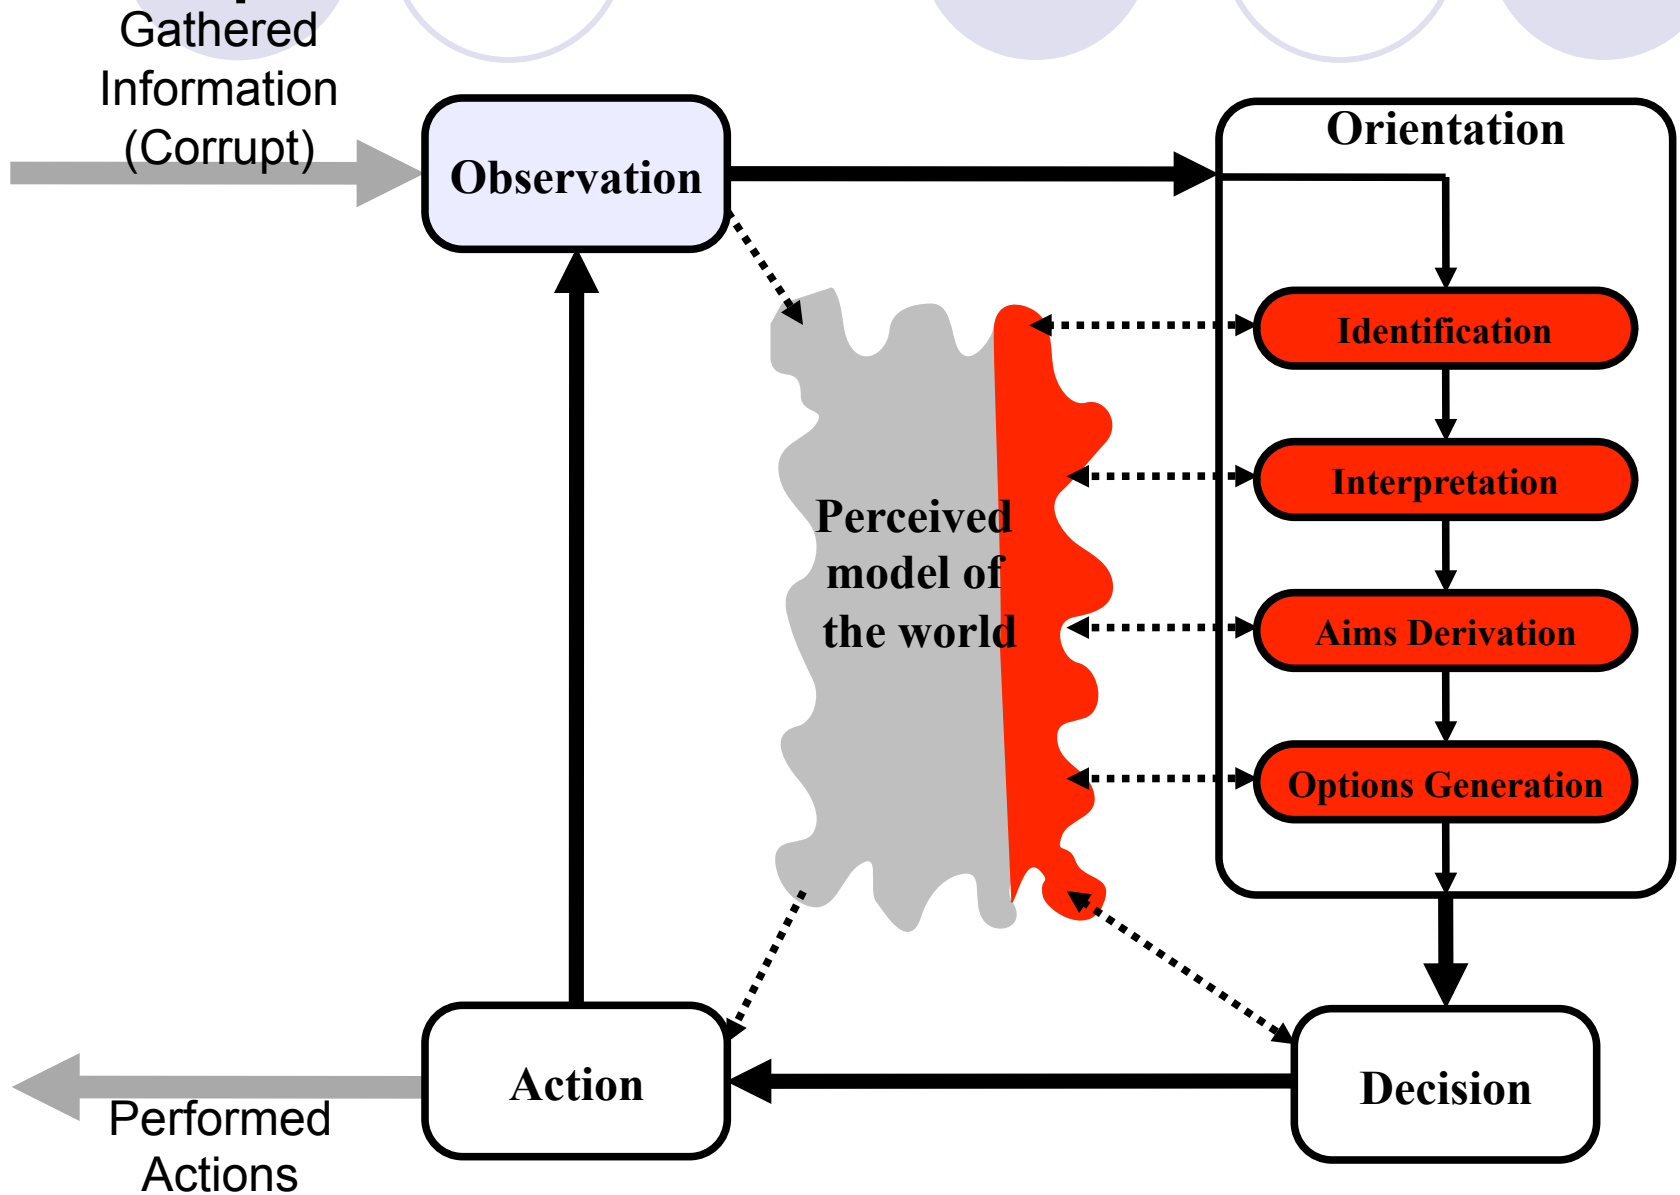 Gathered
Information
(Corrupt)
Observation
Orientation
Identification
Interpretation
Aims Derivation
Options Generation
Perceived
model of
the world
Action
Decision
Performed
Actions